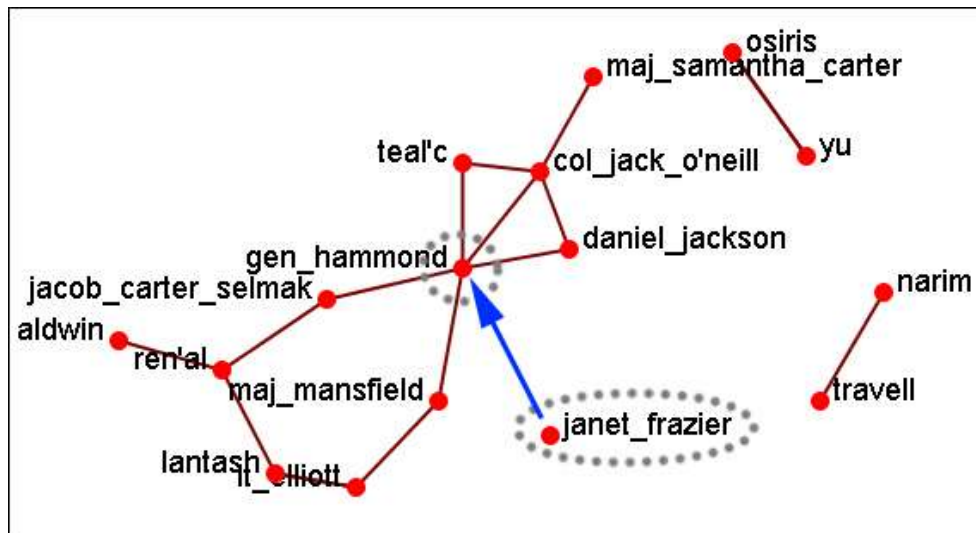 osiris
maj_samantha_carter
teal'c
col_jack_o'neill
yu
gen_hammond
daniel_jackson
jacob_carter_selmak
narim
aldwin
ren'al
maj_mansfield
travell
janet_frazier
lantash
lt_elliott